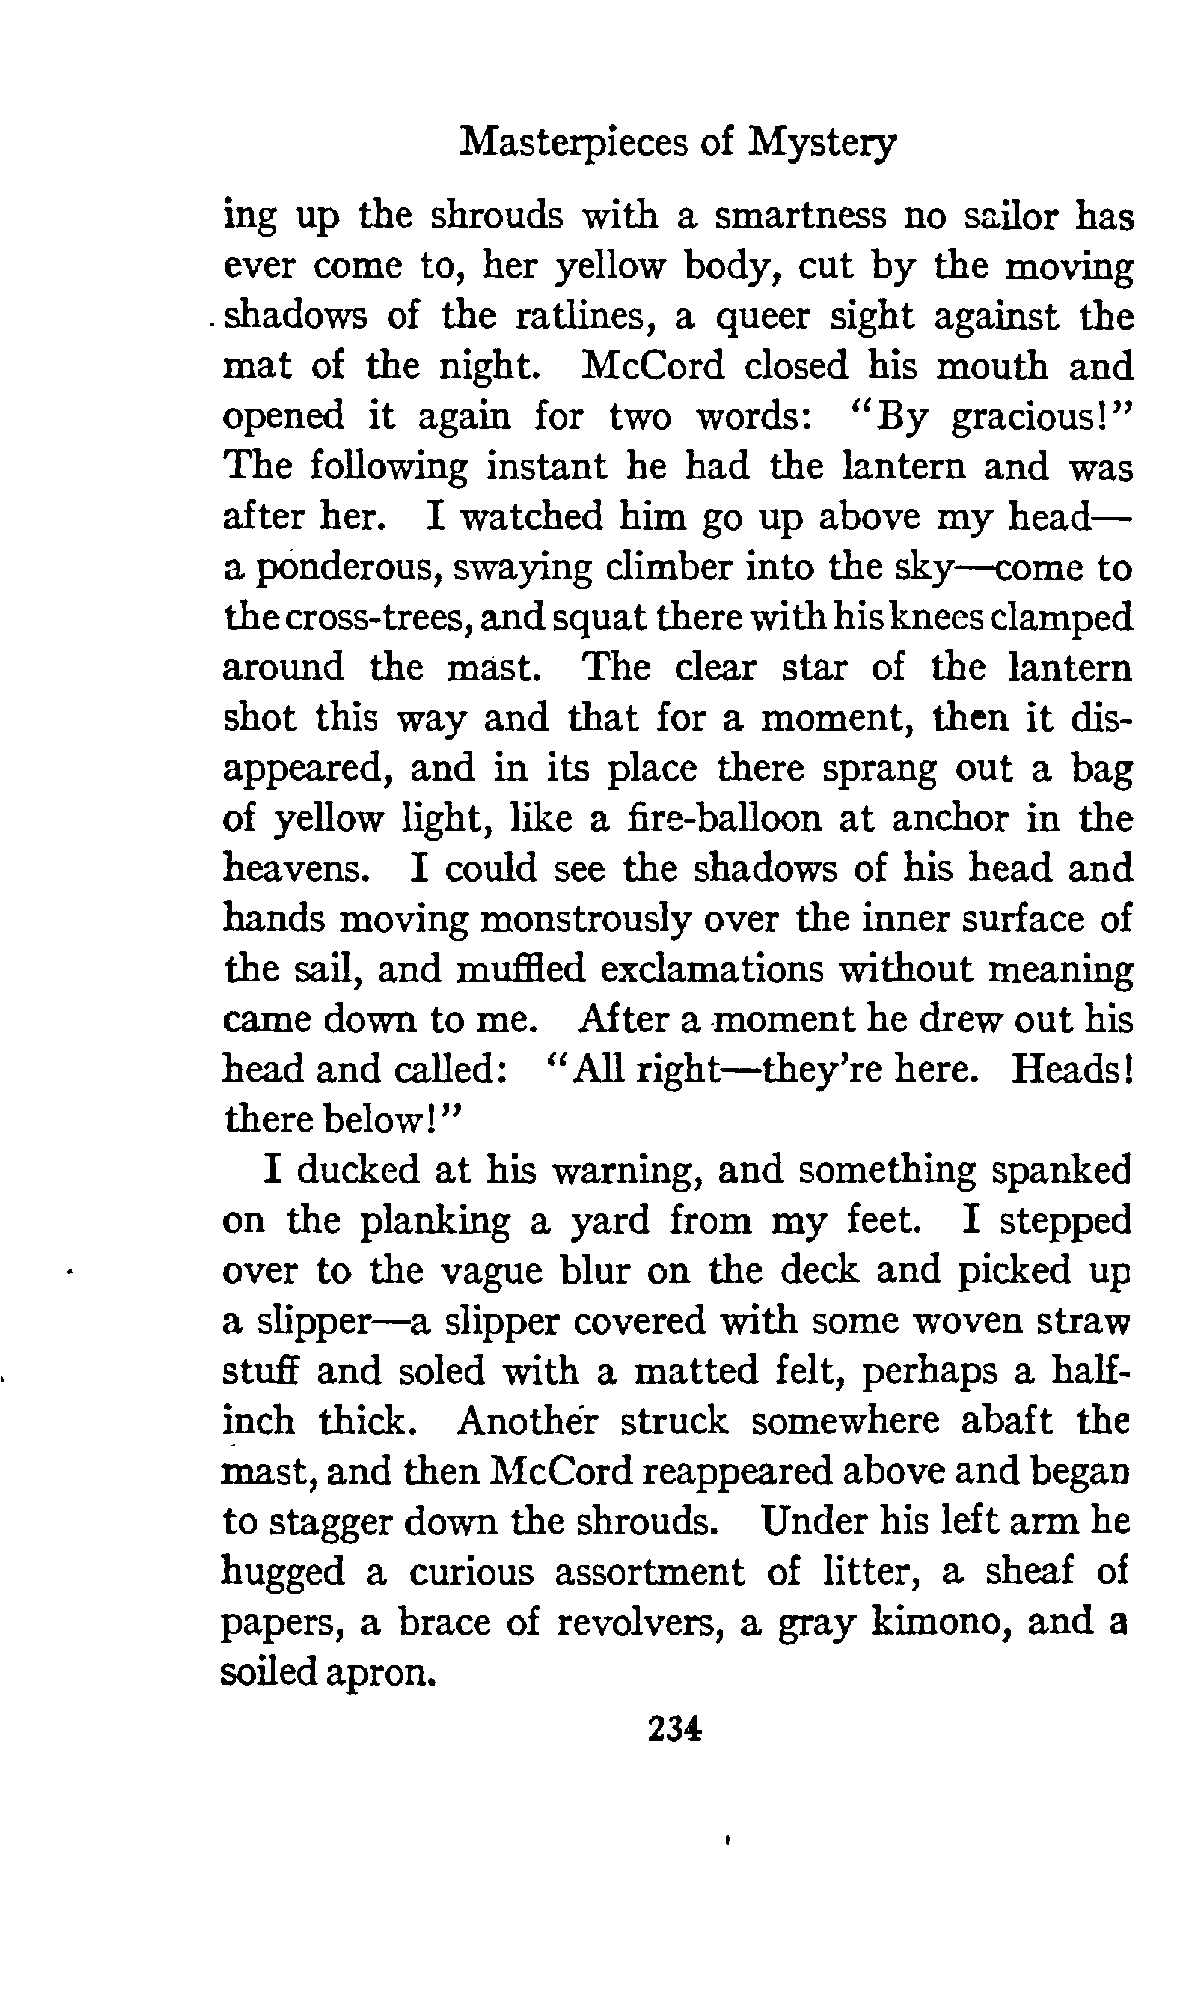 Masterpieces of Mystery
ing up the shrouds with a smartness no sailor has
ever come to, her yellow body, cut by the moving
shadows of the ratlines, a queer sight against the
mat of the night. McCord closed his mouth and
opened it again for two words: "By gracious!"
The following instant he had the lantern and was
after her. I watched him go up above my head—
a ponderous, swaying climber into the sky—come to
the cross-trees, and squat there with his knees clamped
around the mast. The clear star of the lantern
shot this way and that for a moment, then it dis-
appeared, and in its place there sprang out a bag
of yellow light, like a fire-balloon at anchor in the
heavens. I could see the shadows of his head and
hands moving monstrously over the inner surface of
the sail, and muffled exclamations without meaning
came down to me. After a moment he drew out his
head and called: "All right—they're here. Heads!
there below!"
I ducked at his warning, and something spanked
on the planking a yard from my feet. I stepped
over to the vague blur on the deck and picked up
a slipper—a slipper covered with some woven straw
stuff and soled with a matted felt, perhaps a half-
inch thick. Another struck somewhere abaft the
mast, and then McCord reappeared above and began
to stagger down the shrouds. Under his left arm he
hugged a curious assortment of litter, a sheaf of
papers, a brace of revolvers, a gray kimono, and a
soiled apron.
234